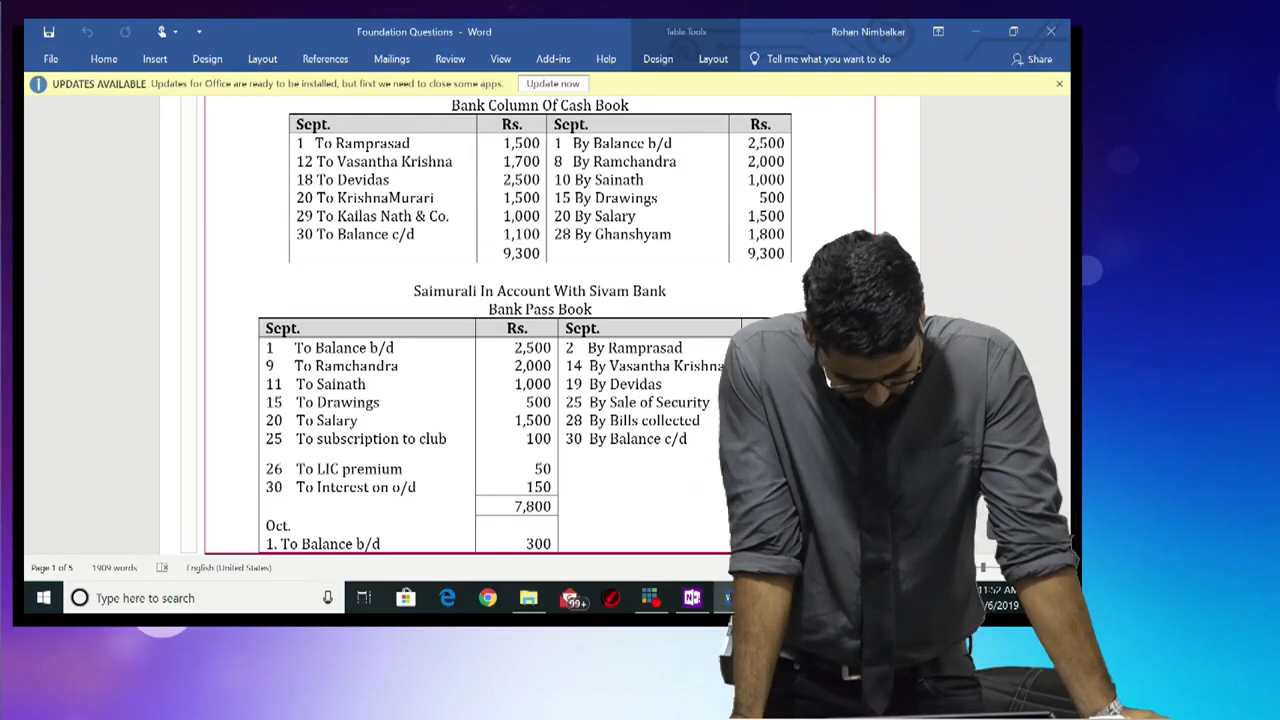 Foundation Questions - Word
Table Tools
Rohan Nimbalkar
File Home Insert Design Layout References Mailings Review View Add-ins Help Design Layout Tell me what you want to do Share
UPDATES AVAILABLE Updates for Office are ready to be installed, but first we need to close some apps. Update now
Bank Column Of Cash Book
Sept. Rs. Sept. Rs.
1 To Ramprasad 1,500 1 By Balance b/d 2,500
12 To Vasantha Krishna 1,700 8 By Ramchandra 2,000
18 To Devidas 2,500 10 By Sainath 1,000
20 To KrishnaMurari 1,500 15 By Drawings 500
29 To Kailas Nath & Co. 1,000 20 By Salary 1,500
30 To Balance c/d 1,100 28 By Ghanshyam 1,800
9,300 9,300
Saimurali In Account With Sivam Bank
Bank Pass Book
Sept. Rs. Sept.
1 To Balance b/d 2,500 2 By Ramprasad
9 To Ramchandra 2,000 14 By Vasantha Krishna
11 To Sainath 1,000 19 By Devidas
15 To Drawings 500 25 By Sale of Security
20 To Salary 1,500 28 By Bills collected
25 To subscription to club 100 30 By Balance c/d
26 To LIC premium 50
30 To Interest on o/d 150
7,800
Oct.
1. To Balance b/d 300
Page 1 of 5 1909 words English (United States)
Type here to search
99+
11:52 AM
/6/2019